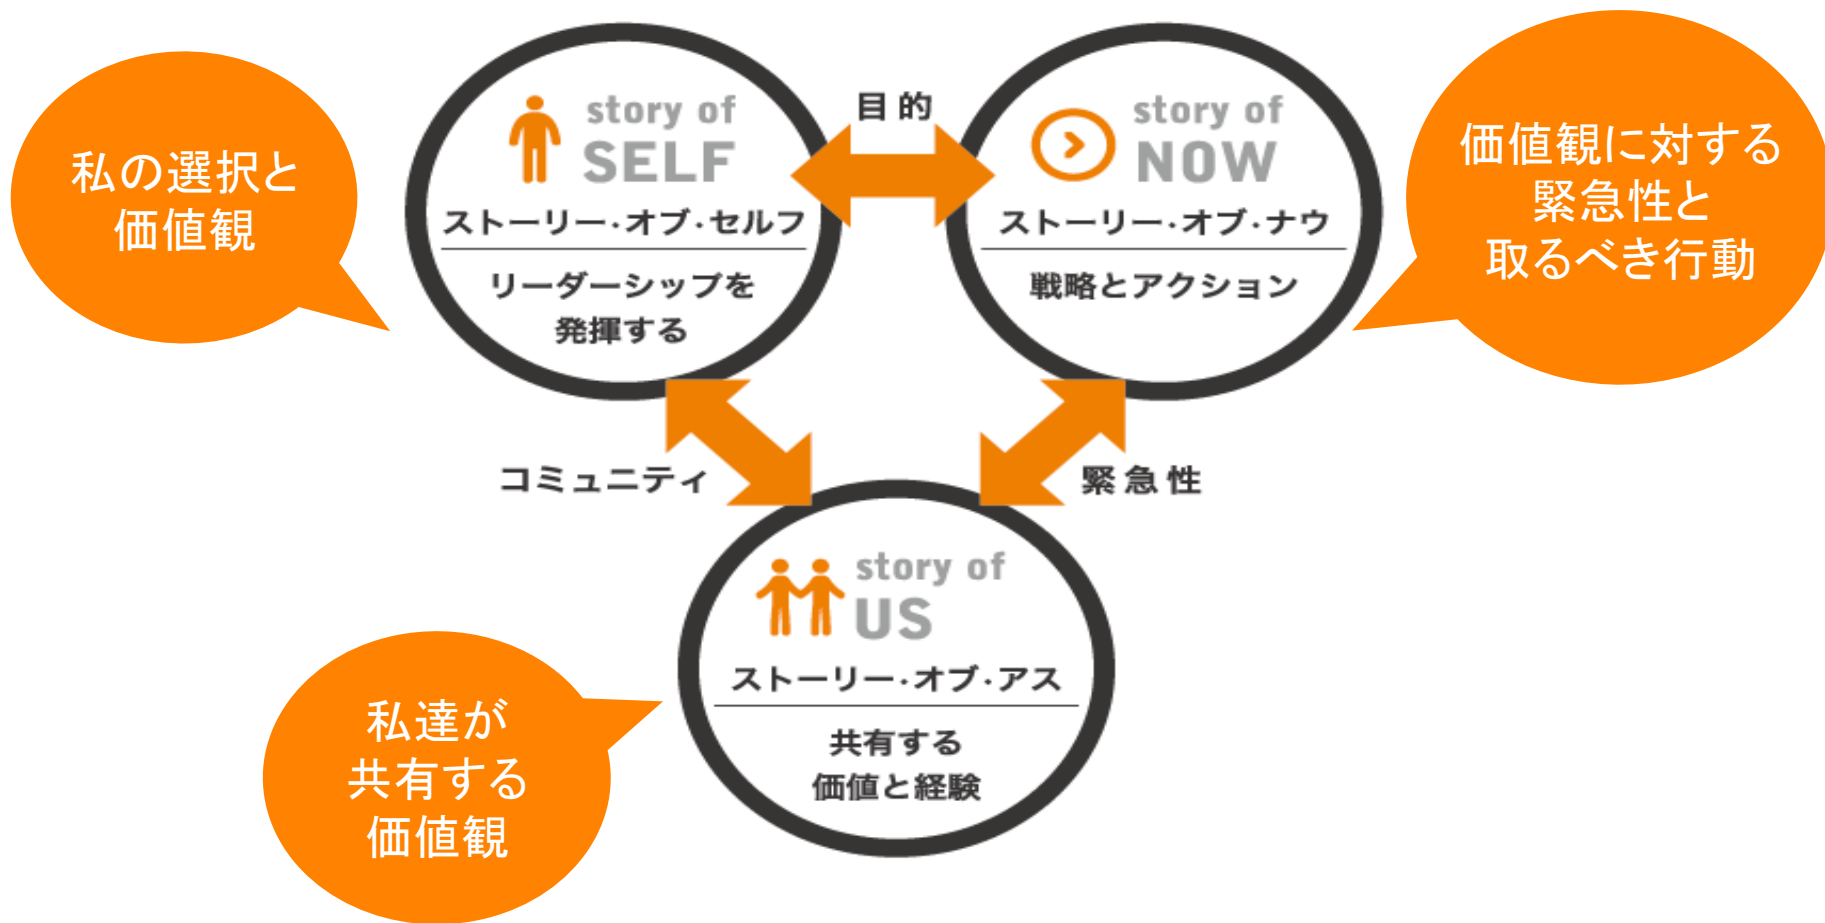 私の選択と
価値観
story of
SELF
ストーリー・オブ・セルフ
リーダーシップを
発揮する
目的
story of
NOW
ストーリー・オブ・ナウ
戦略とアクション
価値観に対する
緊急性と
取るべき行動
コミュニティ
緊急性
story of
US
ストーリー・オブ・アス
共有する
価値と経験
私達が
共有する
価値観